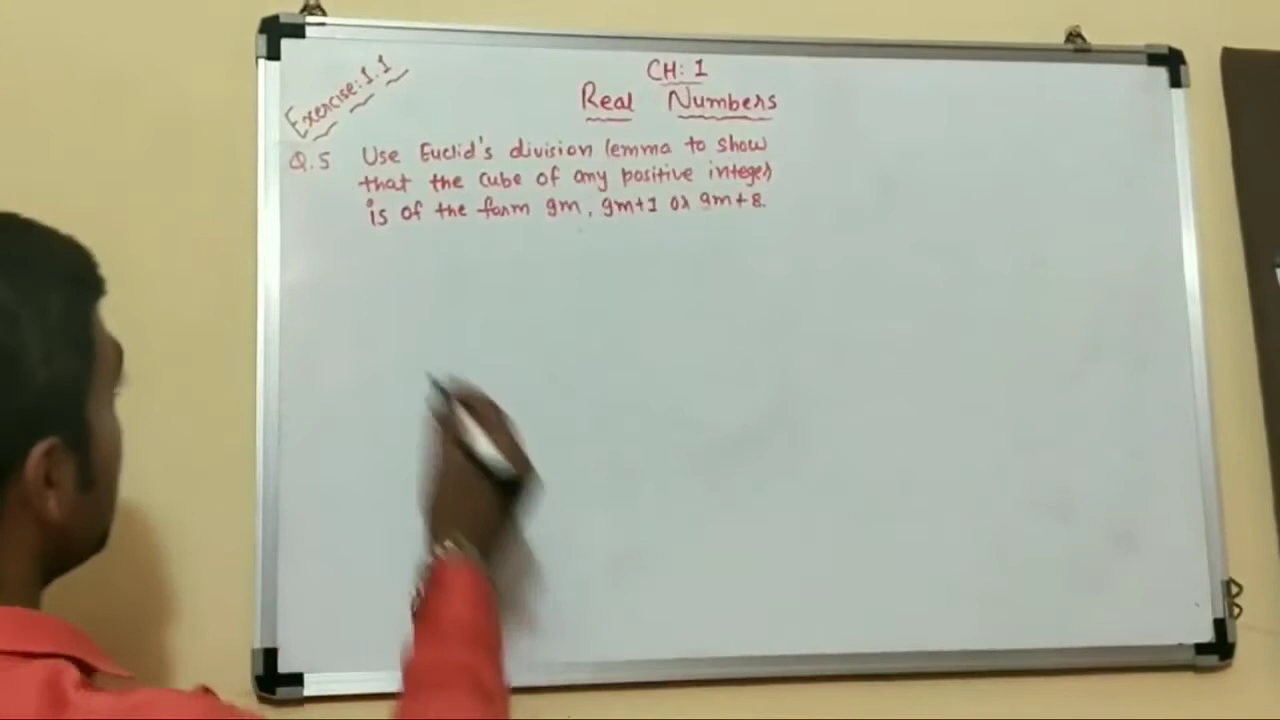 Exercise: 1.1
CH: 1
Real Numbers
Q.5 Use Euclid's division lemma to show
that the cube of any positive integer
is of the form 9m, 9m+1 or 9m+8.